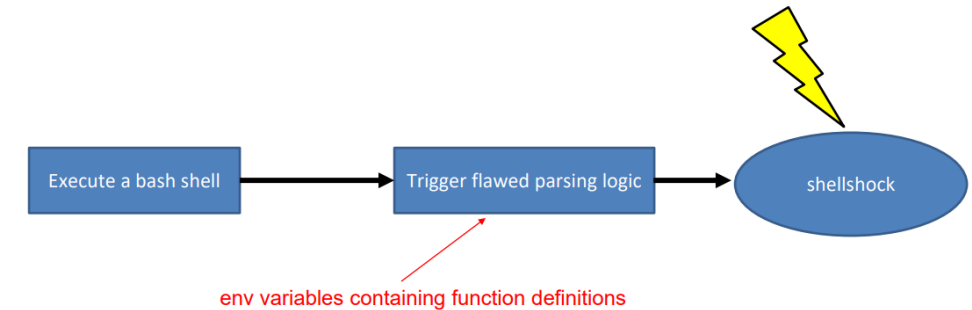 Execute a bash shell
Trigger flawed parsing logic
shellshock
env variables containing function definitions